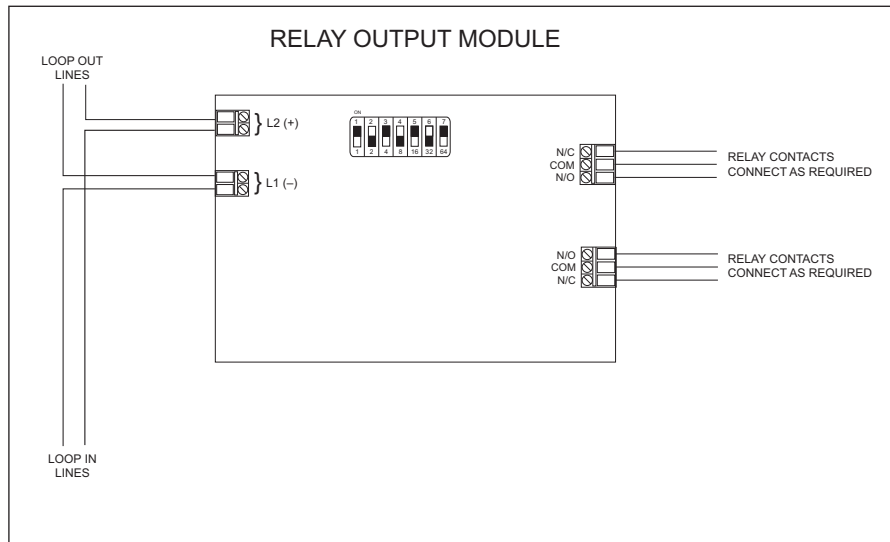 RELAY OUTPUT MODULE
LOOP OUT
LINES
L2 (+)
L1 (–)
ON
1 2 3 4 5 6 7
1 2 4 8 16 32 64
N/C
COM
N/O
RELAY CONTACTS
CONNECT AS REQUIRED
N/O
COM
N/C
RELAY CONTACTS
CONNECT AS REQUIRED
LOOP IN
LINES